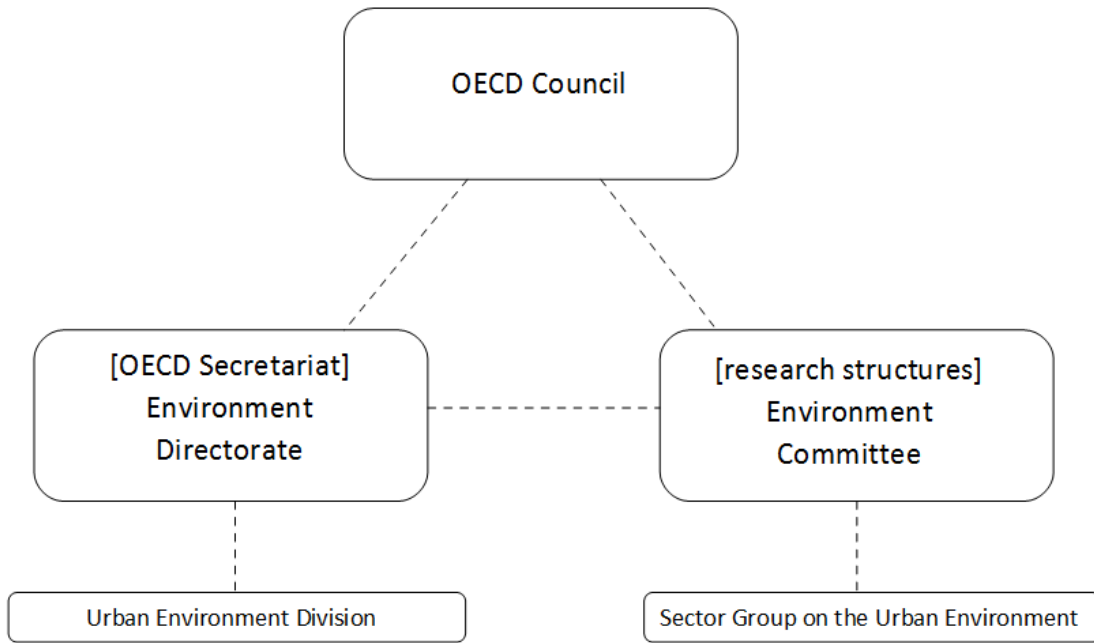 OECD Council
[OECD Secretariat]
Environment
Directorate
[research structures]
Environment
Committee
Urban Environment Division
Sector Group on the Urban Environment